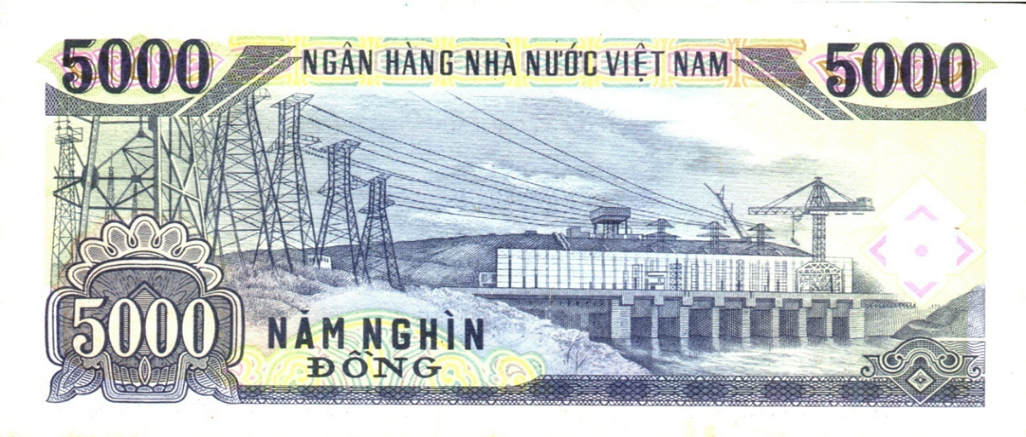 5000 NGÂN HÀNG NHÀ NƯỚC VIỆT NAM 5000
5000
NĂM NGHÌN
ĐỒNG